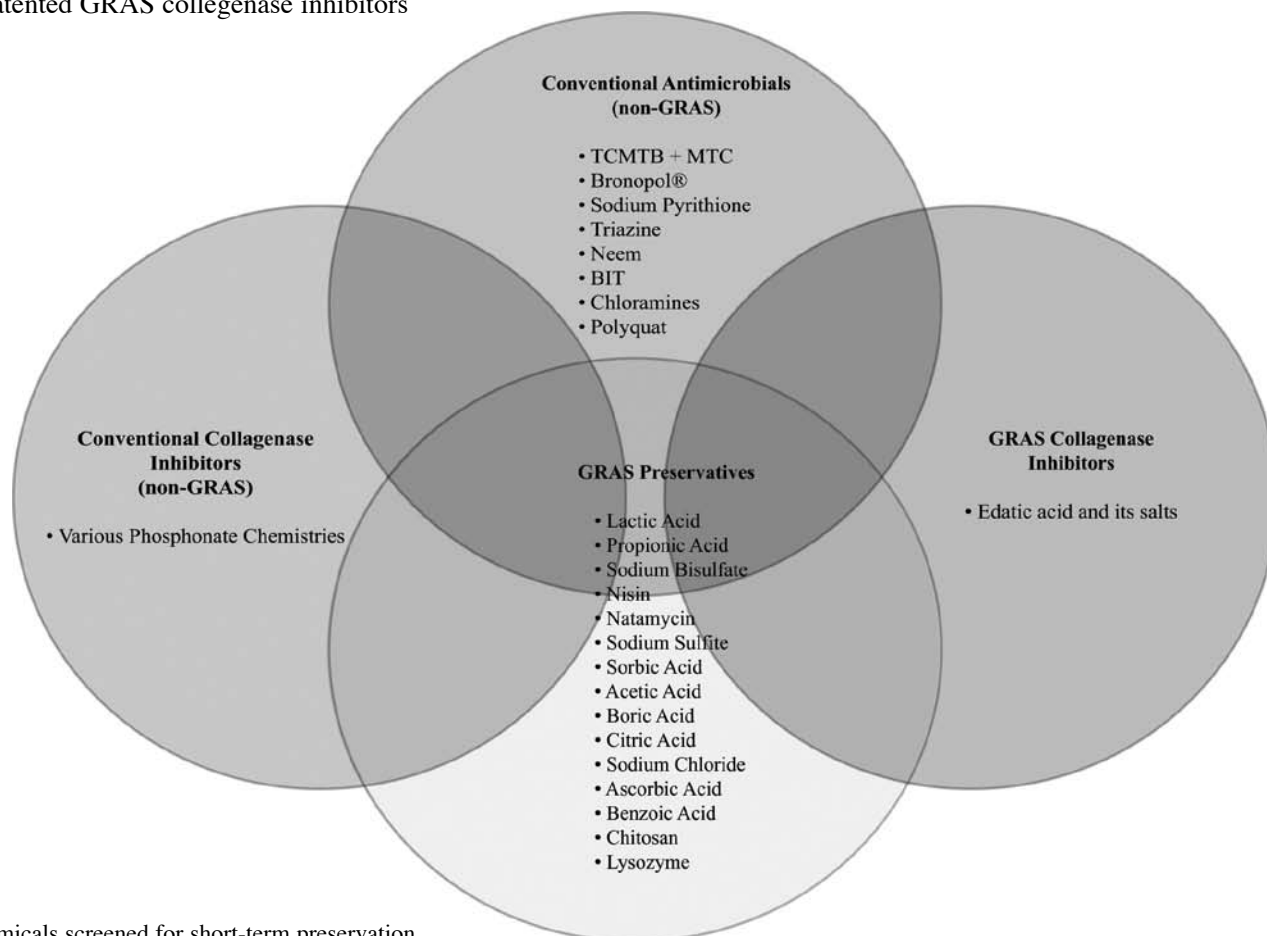 atented GRAS collegenase inhibitors
Conventional Antimicrobials
(non-GRAS)
• TCMTB + MTC
• Bronopol®
• Sodium Pyrithione
• Triazine
• Neem
• BIT
• Chloramines
• Polyquat
Conventional Collagenase
Inhibitors
(non-GRAS)
• Various Phosphonate Chemistries
GRAS Preservatives
• Lactic Acid
• Propionic Acid
• Sodium Bisulfate
• Nisin
• Natamycin
• Sodium Sulfite
• Sorbic Acid
• Acetic Acid
• Boric Acid
• Citric Acid
• Sodium Chloride
• Ascorbic Acid
• Benzoic Acid
• Chitosan
• Lysozyme
GRAS Collagenase
Inhibitors
• Edatic acid and its salts
micals screened for short-term preservation